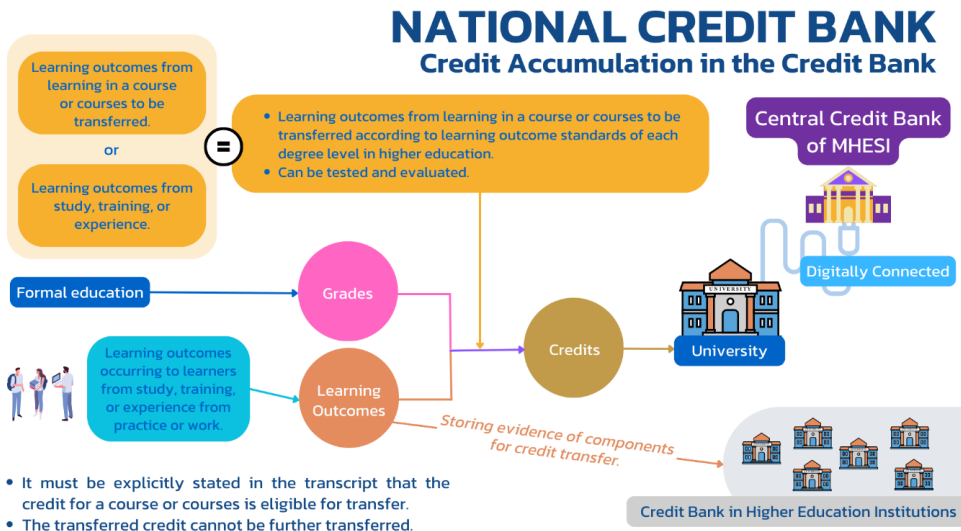 NATIONAL CREDIT BANK
Credit Accumulation in the Credit Bank
Learning outcomes from
learning in a course
or courses to be
transferred.
or
Learning outcomes from
study, training, or
experience.
=
• Learning outcomes from learning in a course or courses to be
transferred according to learning outcome standards of each
degree level in higher education.
• Can be tested and evaluated.
Central Credit Bank
of MHESI
Digitally Connected
Formal education
Grades
Learning outcomes
occurring to learners
from study, training,
or experience from
practice or work.
Learning
Outcomes
Credits
UNIVERSITY
University
Storing evidence of components
for credit transfer.
Credit Bank in Higher Education Institutions
• It must be explicitly stated in the transcript that the
credit for a course or courses is eligible for transfer.
• The transferred credit cannot be further transferred.